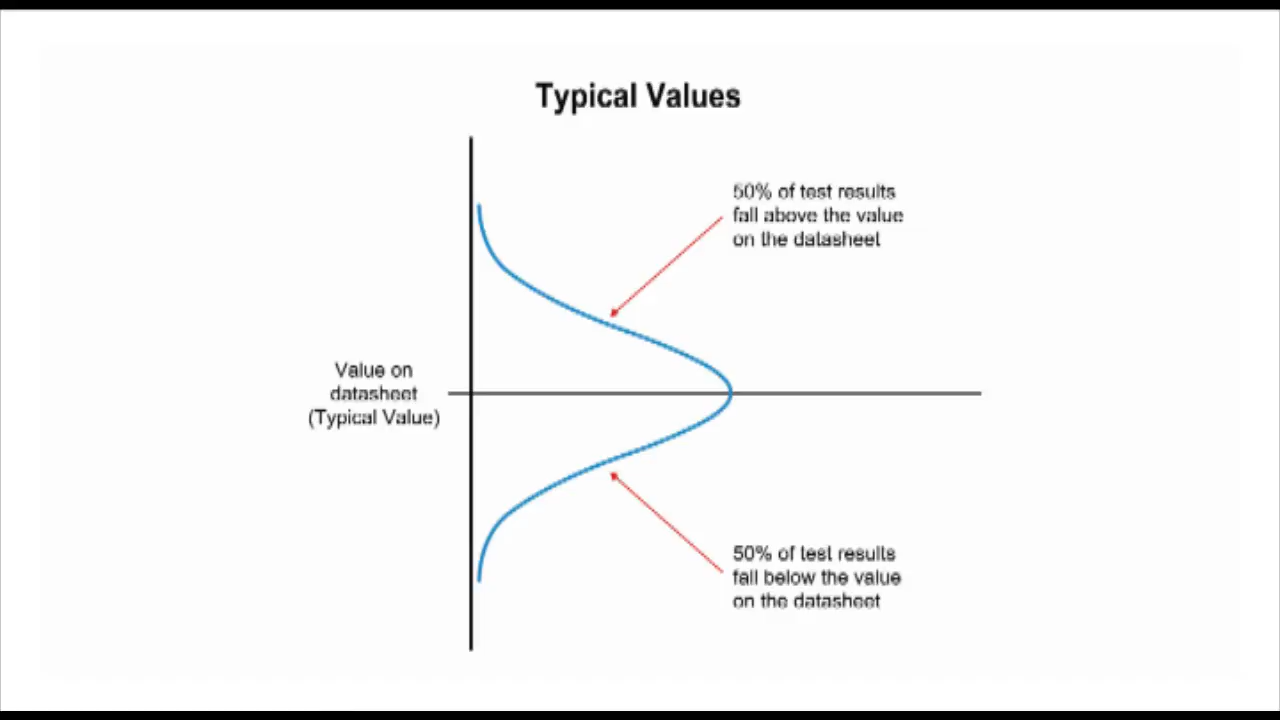 Typical Values
50% of test results
fall above the value
on the datasheet
Value on
datasheet
(Typical Value)
50% of test results
fall below the value
on the datasheet